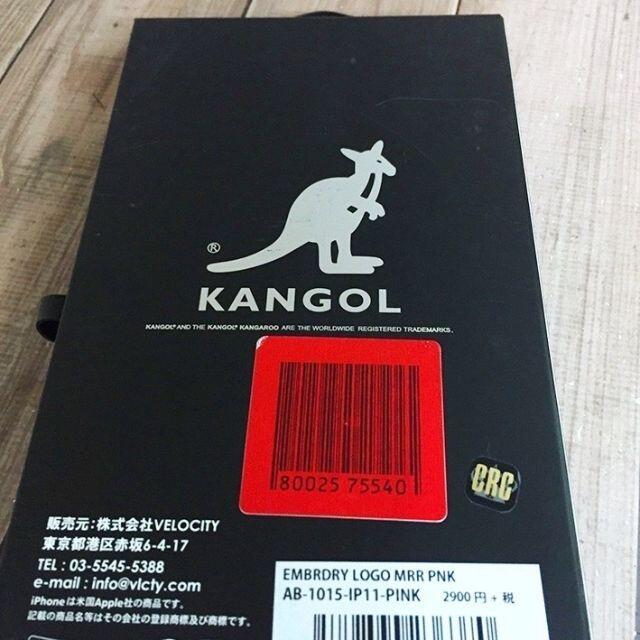 ®
KANGOL
KANGOL® AND THE KANGOL® KANGAROO ARE THE WORLDWIDE REGISTERED TRADEMARKS.
80025 75540
CRC
販売元:株式会社VELOCITY
東京都港区赤坂6-4-17
TEL : 03-5545-5388
e-mail : info@vlcty.com
iPhoneは米国Apple社の商品です。
記載の商品名等はその会社の登録商標及び商標です。
EMBRDRY LOGO MRR PNK
AB-1015-IP11-PINK 2900 円 + 税